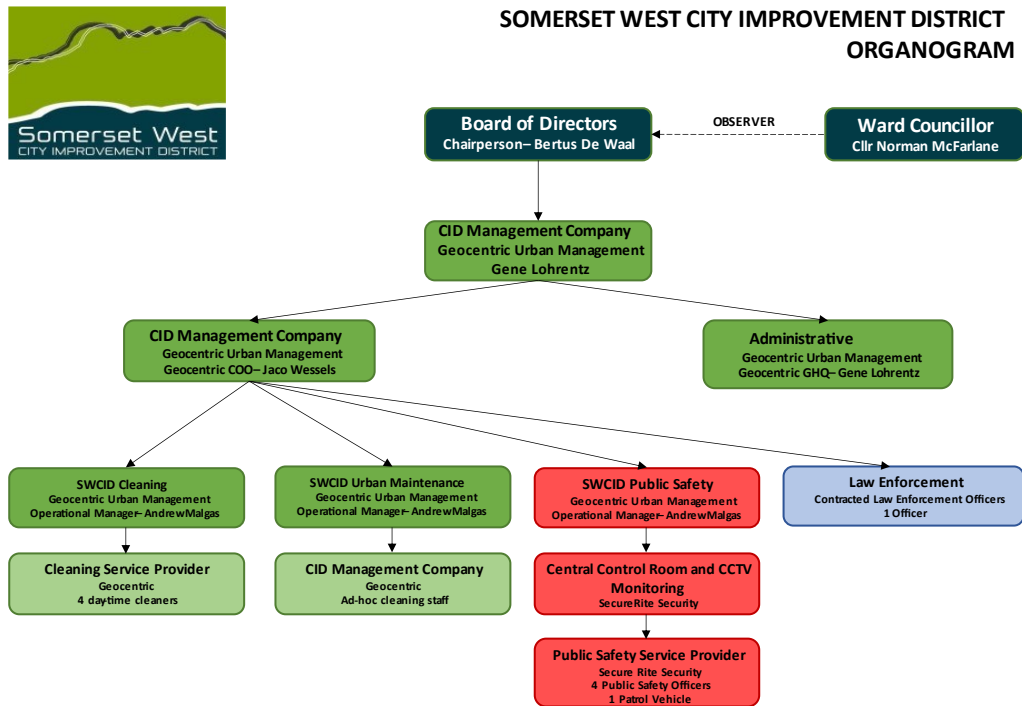 SOMERSET WEST CITY IMPROVEMENT DISTRICT
ORGANOGRAM
Somerset West
CITY IMPROVEMENT DISTRICT
Board of Directors
Chairperson– Bertus De Waal
OBSERVER
Ward Councillor
Cllr Norman McFarlane
CID Management Company
Geocentric Urban Management
Gene Lohrentz
CID Management Company
Geocentric Urban Management
Geocentric COO– Jaco Wessels
Administrative
Geocentric Urban Management
Geocentric GHQ– Gene Lohrentz
SWCID Cleaning
Geocentric Urban Management
Operational Manager– AndrewMalgas
SWCID Urban Maintenance
Geocentric Urban Management
Operational Manager– AndrewMalgas
SWCID Public Safety
Geocentric Urban Management
Operational Manager– AndrewMalgas
Law Enforcement
Contracted Law Enforcement Officers
1 Officer
Cleaning Service Provider
Geocentric
4 day-time cleaners
CID Management Company
Geocentric
Ad-hoc cleaning staff
Central Control Room and CCTV
Monitoring
SecureRite Security
Public Safety Service Provider
Secure Rite Security
4 Public Safety Officers
1 Patrol Vehicle